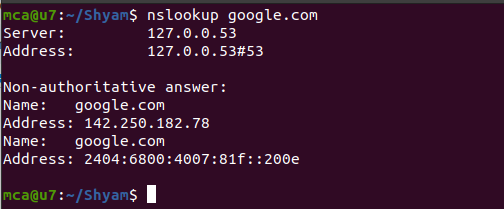 mca@u7:~/Shyam$ nslookup google.com
Server:         127.0.0.53
Address:        127.0.0.53#53

Non-authoritative answer:
Name:   google.com
Address: 142.250.182.78
Name:   google.com
Address: 2404:6800:4007:81f::200e

mca@u7:~/Shyam$